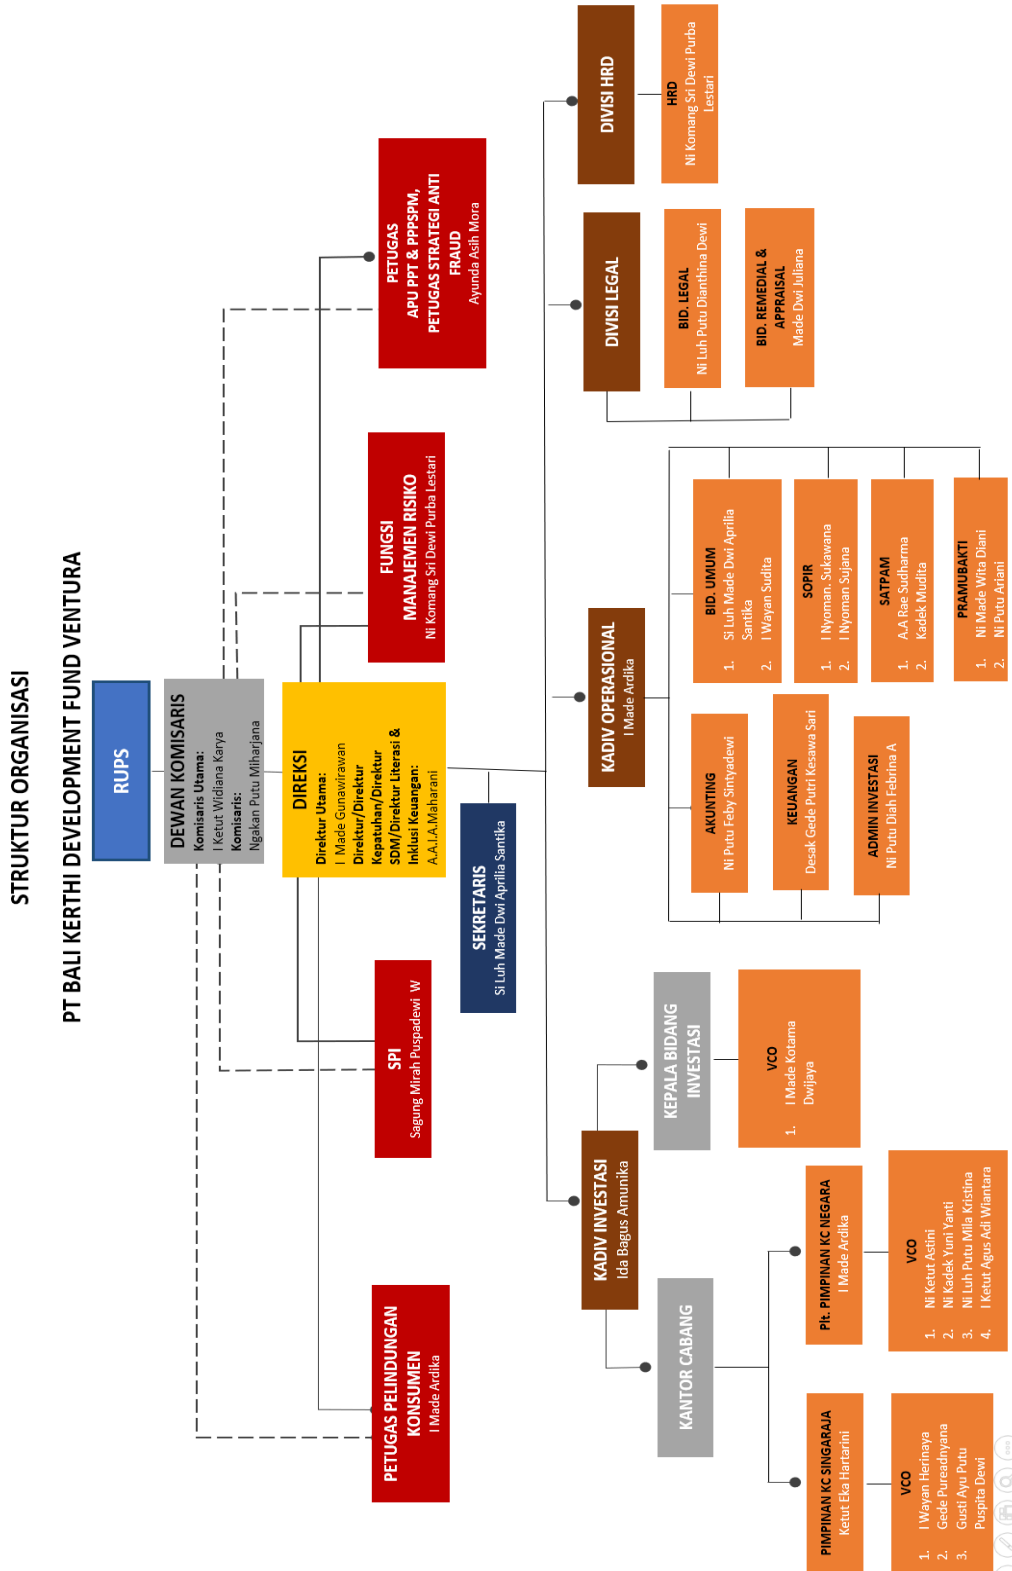 STRUKTUR ORGANISASI
PT BALI KERTHI DEVELOPMENT FUND VENTURA
RUPS
DEWAN KOMISARIS
Komisaris Utama:
I Ketut Widiana Karya
Komisaris:
Ngakan Putu Miharjana
DIREKSI
Direktur Utama:
I Made Gunawirawan
Direktur/Direktur
Kepatuhan/Direktur
SDM/Direktur Literasi &
Inklusi Keuangan:
A.A.I.A.Maharani
PETUGAS PELINDUNGAN
KONSUMEN
I Made Ardika
SPI
Sagung Mirah Puspadewi W
FUNGSI
MANAJEMEN RISIKO
Ni Komang Sri Dewi Purba Lestari
PETUGAS
APU PPT & PPPSPM,
PETUGAS STRATEGI ANTI
FRAUD
Ayunda Asih Mora
SEKRETARIS
Si Luh Made Dwi Aprilia Santika
KADIV INVESTASI
Ida Bagus Amunika
KANTOR CABANG
PIMPINAN KC SINGARAJA
Ketut Eka Hartarini
VCO
1. I Wayan Herinaya
2. Gede Pureadnyana
3. Gusti Ayu Putu
Puspita Dewi
Plt. PIMPINAN KC NEGARA
I Made Ardika
VCO
1. Ni Ketut Astini
2. Ni Kadek Yuni Yanti
3. Ni Luh Putu Mila Kristina
4. I Ketut Agus Adi Wiantara
KEPALA BIDANG
INVESTASI
VCO
1. I Made Kotama
Dwijaya
KADIV OPERASIONAL
I Made Ardika
AKUNTING
Ni Putu Feby Sintyadewi
KEUANGAN
Desak Gede Putri Kesawa Sari
ADMIN INVESTASI
Ni Putu Diah Febrina A
BID. UMUM
1. Si Luh Made Dwi Aprilia
Santika
2. I Wayan Sudita
SOPIR
1. I Nyoman. Sukawana
2. I Nyoman Sujana
SATPAM
1. A.A Rae Sudharma
2. Kadek Mudita
PRAMUBAKTI
1. Ni Made Wita Diani
2. Ni Putu Ariani
DIVISI LEGAL
BID. LEGAL
Ni Luh Putu Dianthina Dewi
BID. REMEDIAL &
APPRAISAL
Made Dwi Juliana
DIVISI HRD
HRD
Ni Komang Sri Dewi Purba
Lestari